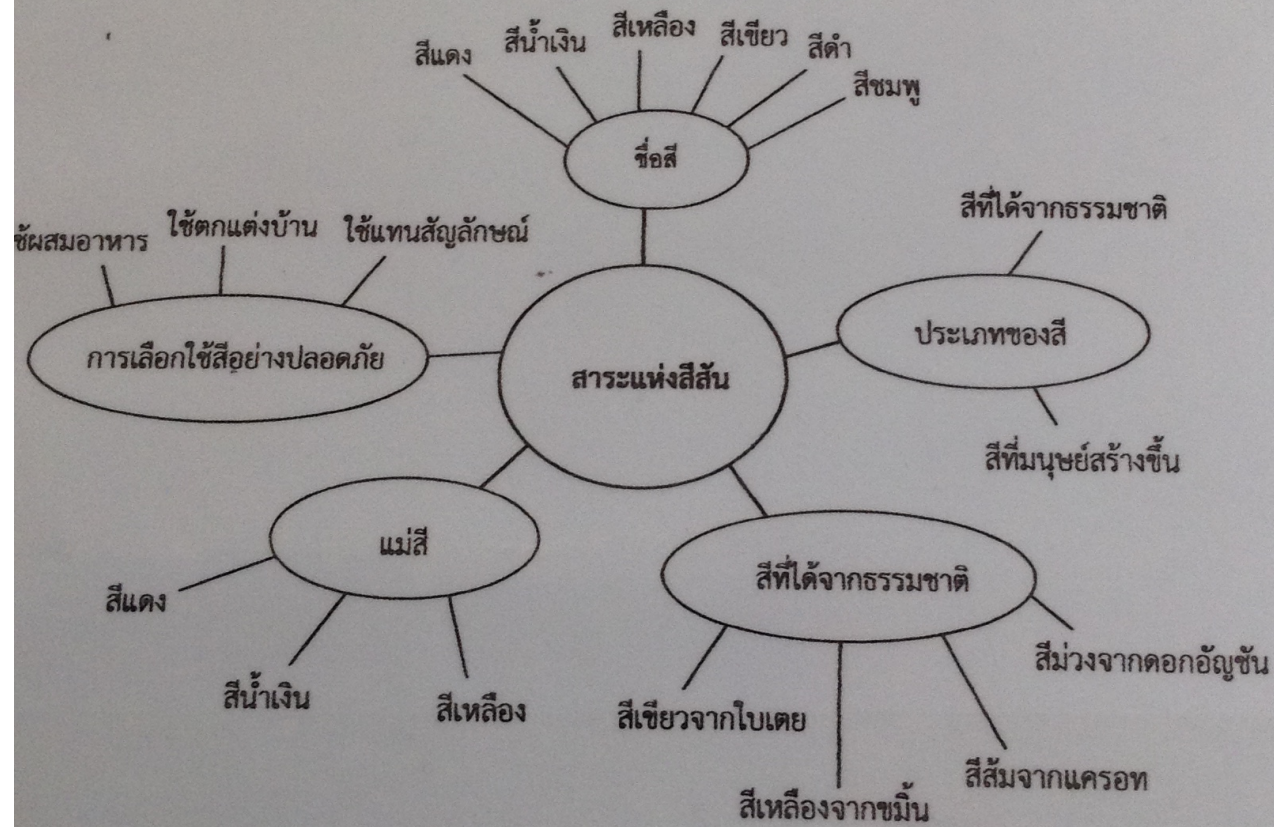 สีแดง
สีน้ำเงิน
สีเหลือง
สีเขียว
สีดำ
สีชมพู
ชื่อสี
ช้ผสมอาหาร
ใช้ตกแต่งบ้าน
ใช้แทนสัญลักษณ์
การเลือกใช้สีอย่างปลอดภัย
สาระแห่งสีสัน
สีที่ได้จากธรรมชาติ
ประเภทของสี
สีที่มนุษย์สร้างขึ้น
แม่สี
สีแดง
สีน้ำเงิน
สีเหลือง
สีที่ได้จากธรรมชาติ
สีเขียวจากใบเตย
สีเหลืองจากขมิ้น
สีส้มจากแครอท
สีม่วงจากดอกอัญชัน